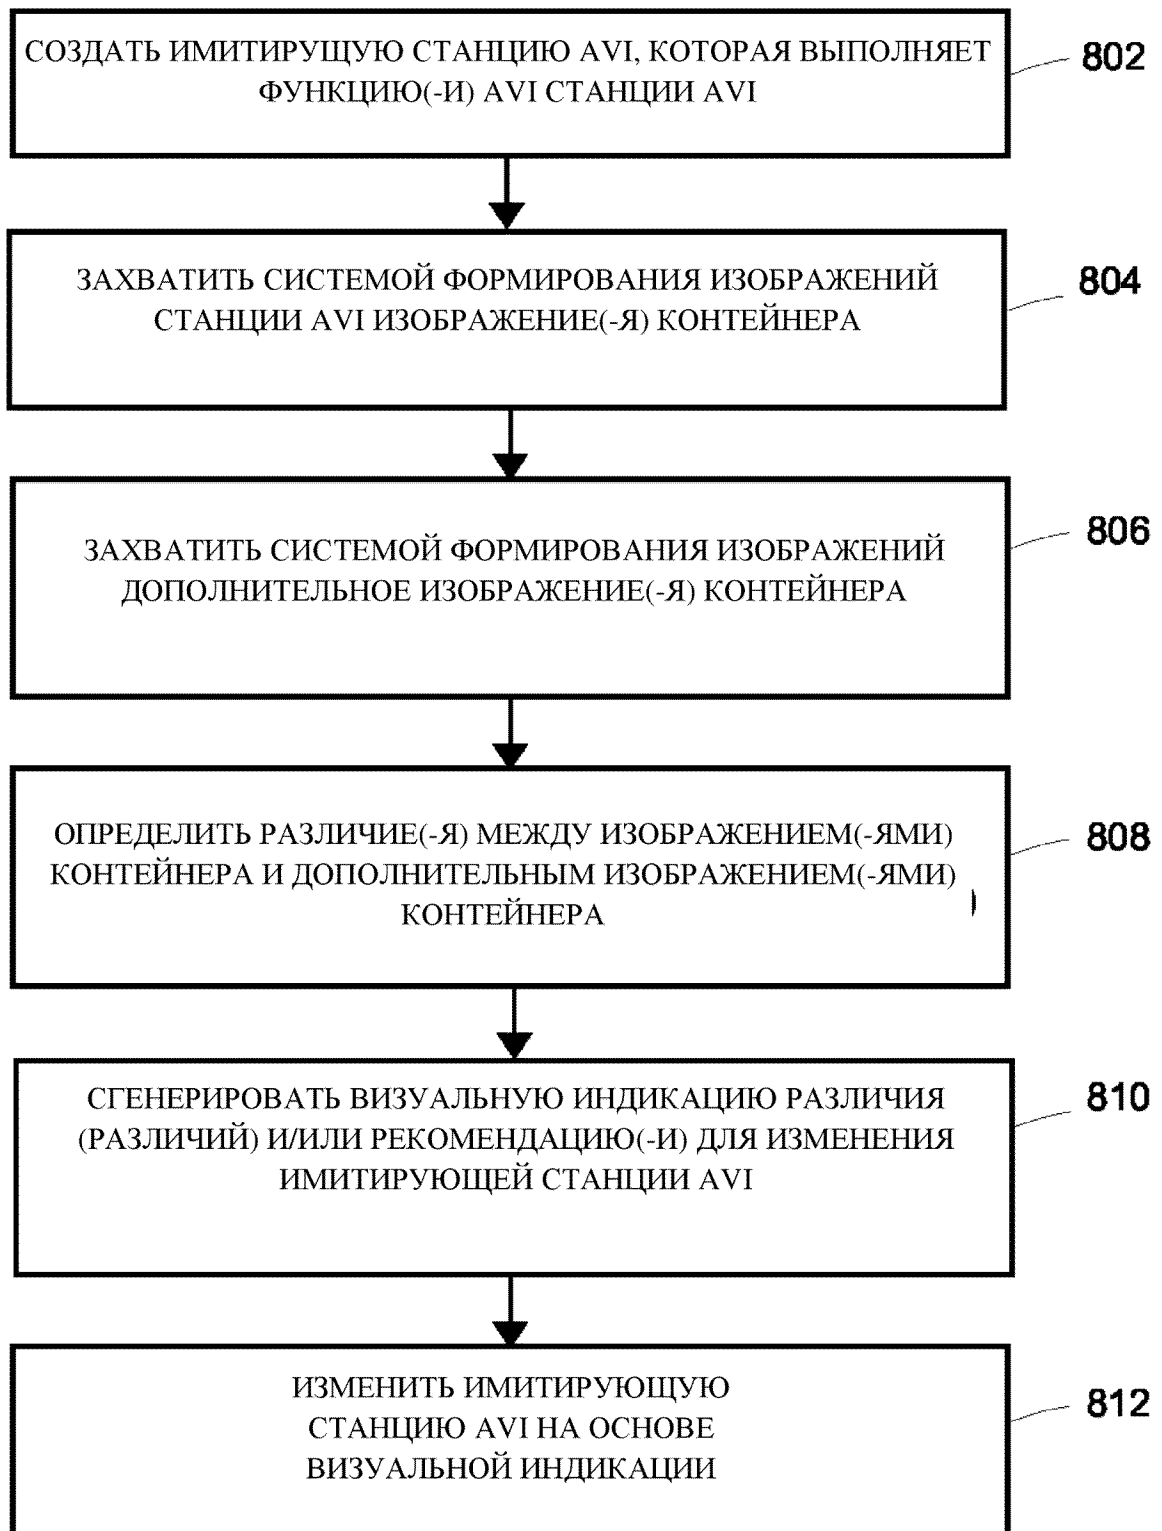 СОЗДАТЬ ИМИТИРУЩУЮ СТАНЦИЮ AVI, КОТОРАЯ ВЫПОЛНЯЕТ
ФУНКЦИЮ(-И) AVI СТАНЦИИ AVI
802
ЗАХВАТИТЬ СИСТЕМОЙ ФОРМИРОВАНИЯ ИЗОБРАЖЕНИЙ
СТАНЦИИ AVI ИЗОБРАЖЕНИЕ(-Я) КОНТЕЙНЕРА
804
ЗАХВАТИТЬ СИСТЕМОЙ ФОРМИРОВАНИЯ ИЗОБРАЖЕНИЙ
ДОПОЛНИТЕЛЬНОЕ ИЗОБРАЖЕНИЕ(-Я) КОНТЕЙНЕРА
806
ОПРЕДЕЛИТЬ РАЗЛИЧИЕ(-Я) МЕЖДУ ИЗОБРАЖЕНИЕМ(-ЯМИ)
КОНТЕЙНЕРА И ДОПОЛНИТЕЛЬНЫМ ИЗОБРАЖЕНИЕМ(-ЯМИ)
КОНТЕЙНЕРА )
808
СГЕНЕРИРОВАТЬ ВИЗУАЛЬНУЮ ИНДИКАЦИЮ РАЗЛИЧИЯ
(РАЗЛИЧИЙ) И/ИЛИ РЕКОМЕНДАЦИЮ(-И) ДЛЯ ИЗМЕНЕНИЯ
ИМИТИРУЮЩЕЙ СТАНЦИИ AVI
810
ИЗМЕНИТЬ ИМИТИРУЮЩУЮ
СТАНЦИЮ AVI НА ОСНОВЕ
ВИЗУАЛЬНОЙ ИНДИКАЦИИ
812